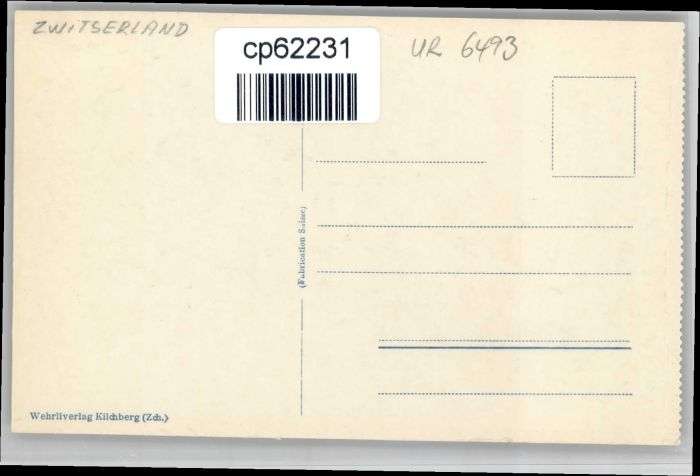 ZWITSERLAND
cp62231
UR 6493
(Fabrication Suisse)
Wehrliverlag Kilchberg (Zch.)